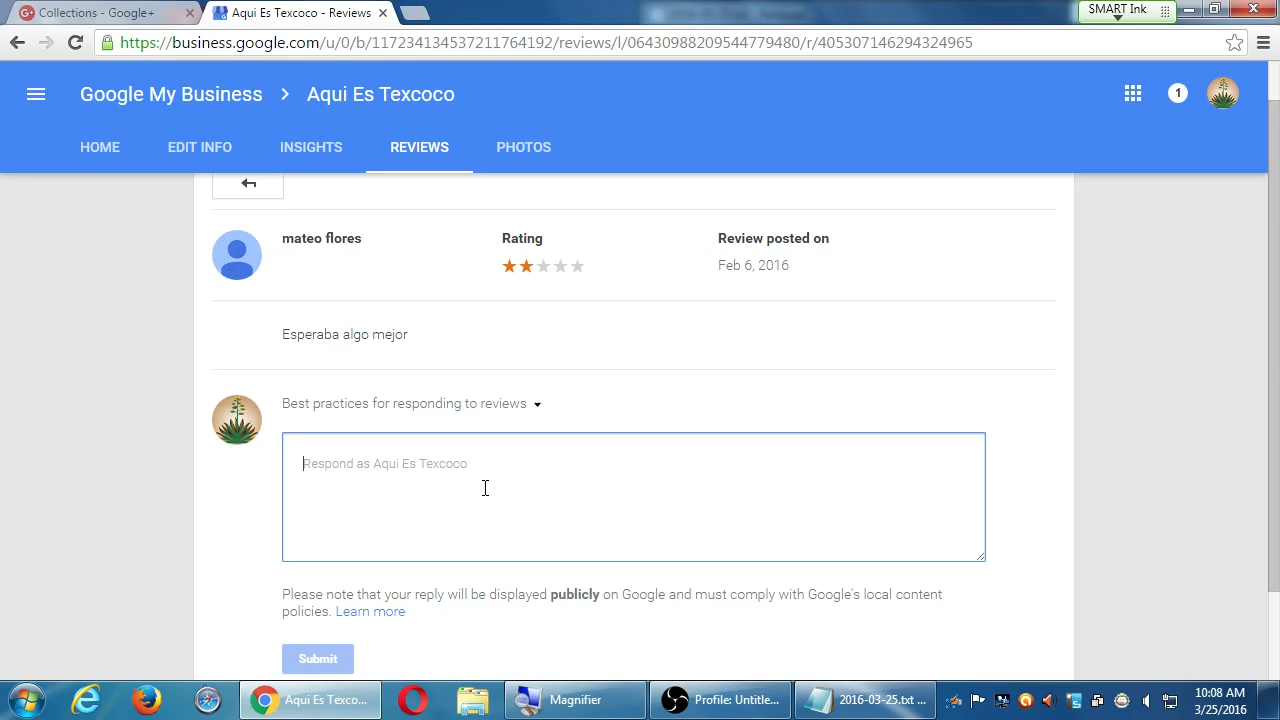 Collections - Google+
Aqui Es Texcoco - Reviews
SMART Ink
https://business.google.com/u/0/b/117234134537211764192/reviews/l/06430988209544779480/r/405307146294324965
Google My Business > Aqui Es Texcoco
1
HOME EDIT INFO INSIGHTS REVIEWS PHOTOS
mateo flores Rating Review posted on
Feb 6, 2016
Esperaba algo mejor
Best practices for responding to reviews
Respond as Aqui Es Texcoco
Please note that your reply will be displayed publicly on Google and must comply with Google's local content
policies. Learn more
Submit
Aqui Es Texco... Magnifier Profile: Untitle... 2016-03-25.txt ...
10:08 AM
3/25/2016